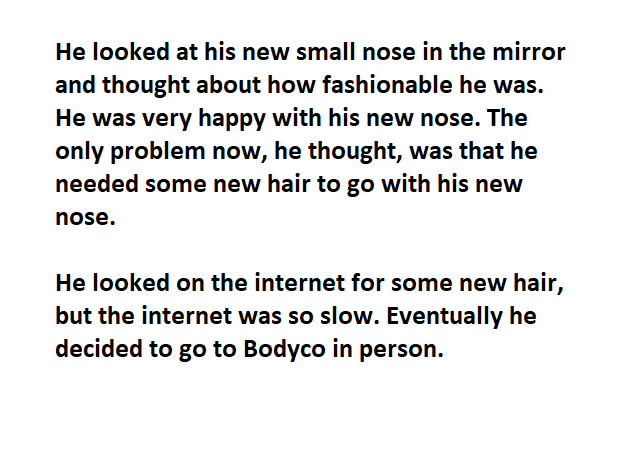 He looked at his new small nose in the mirror
and thought about how fashionable he was.
He was very happy with his new nose. The
only problem now, he thought, was that he
needed some new hair to go with his new
nose.
He looked on the internet for some new hair,
but the internet was so slow. Eventually he
decided to go to Bodyco in person.